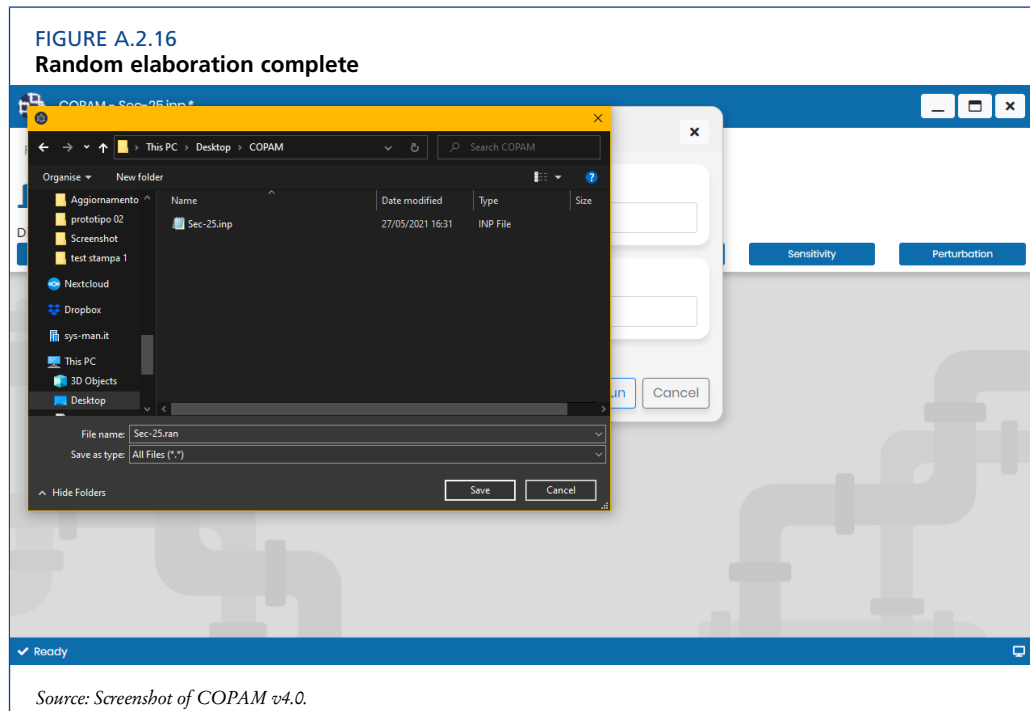 FIGURE A.2.16
Random elaboration complete
COPAM - Sec-25.inp*
This PC > Desktop > COPAM
Search COPAM
Organise
New folder
Name
Date modified
Type
Size
Aggiornamento
prototipo 02
Screenshot
test stampa 1
Nextcloud
Dropbox
sys-man.it
This PC
3D Objects
Desktop
Sec-25.inp
27/05/2021 16:31
INP File
File name: Sec-25.ran
Save as type: All Files (*.*)
Hide Folders
Save
Cancel
Cancel
Sensitivity
Perturbation
Ready
Source: Screenshot of COPAM v4.0.